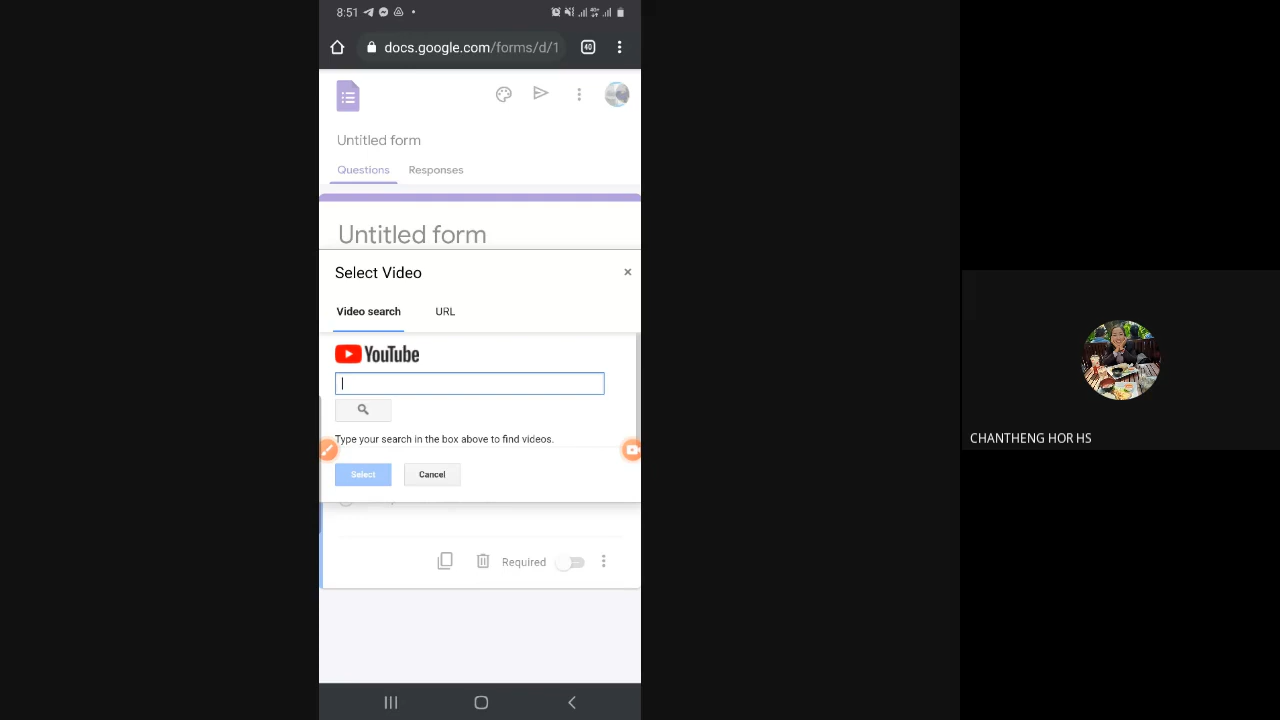 8:51
docs.google.com/forms/d/1
40
Untitled form
Questions
Responses
Untitled form
Select Video
×
Video search
URL
YouTube
Type your search in the box above to find videos.
Select
Cancel
Required
CHANTHENG HOR HS